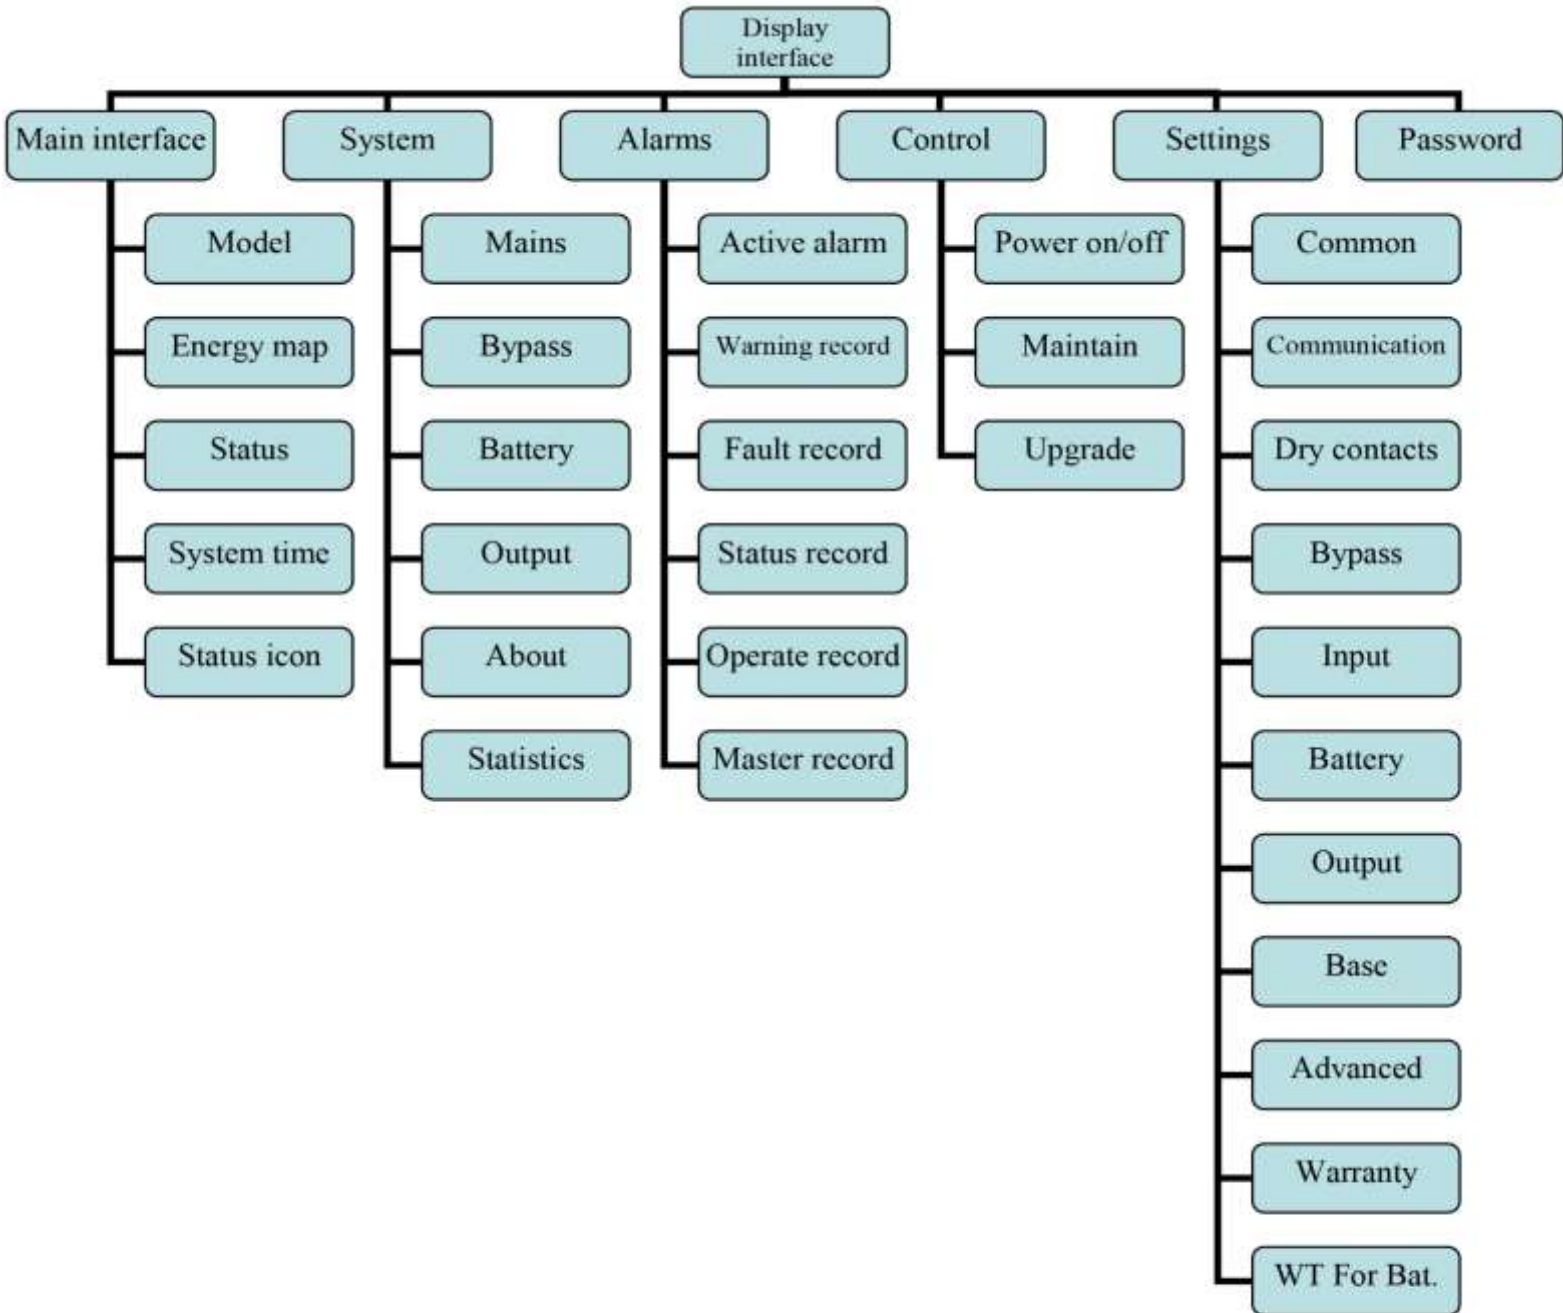 Display
interface
Main interface
System
Alarms
Control
Settings
Password
Model
Mains
Active alarm
Power on/off
Common
Energy map
Bypass
Warning record
Maintain
Communication
Status
Battery
Fault record
Upgrade
Dry contacts
System time
Output
Status record
Bypass
Status icon
About
Operate record
Input
Statistics
Master record
Battery
Output
Base
Advanced
Warranty
WT For Bat.